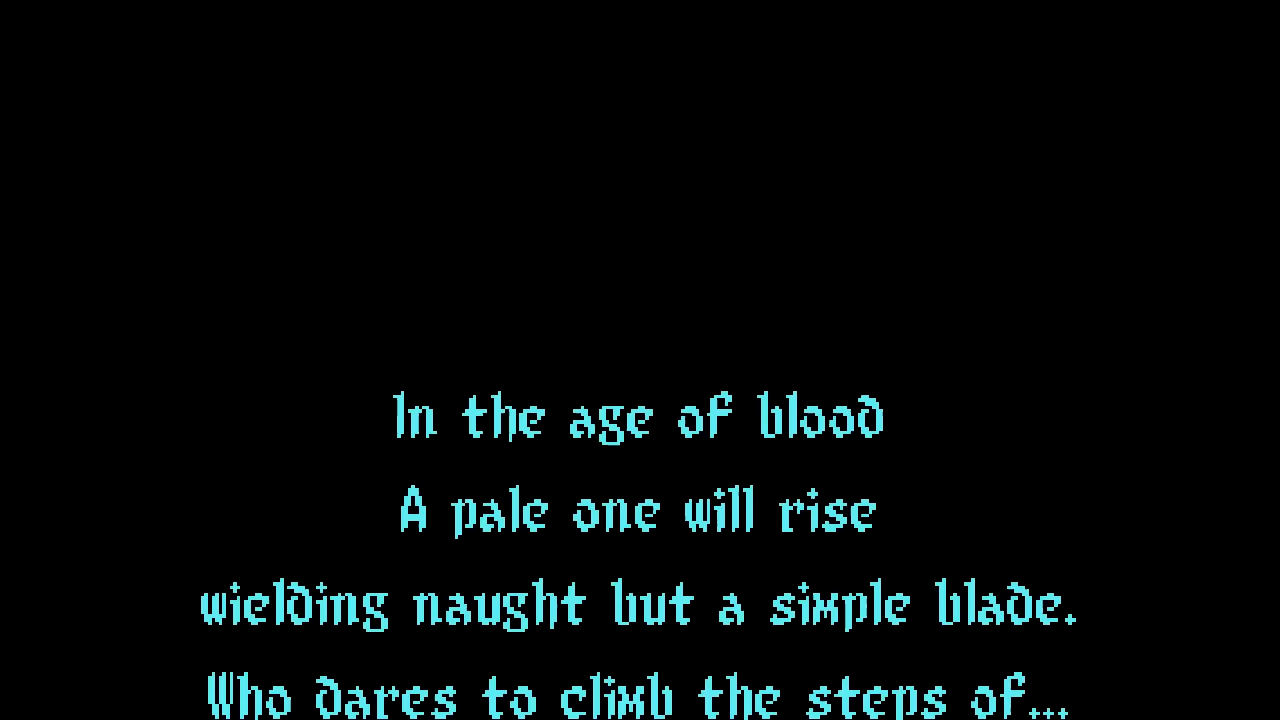 In the age of blood
A pale one will rise
wielding naught but a simple blade.
Who dares to climb the steps of...